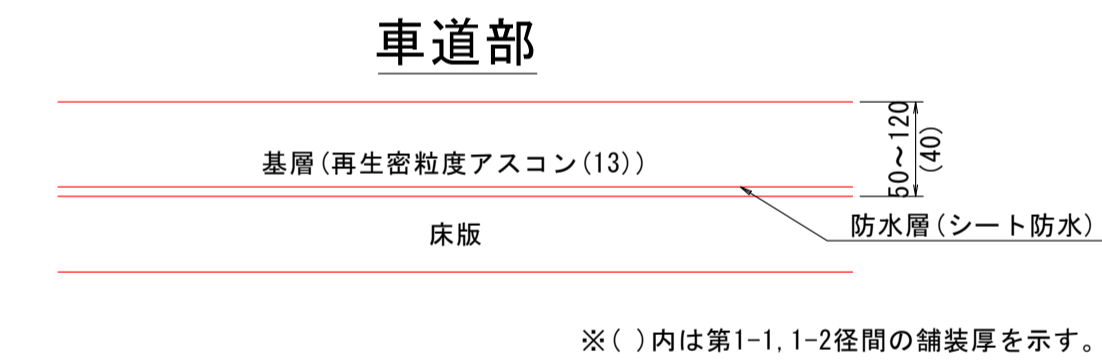 車道部
50~120
(40)
基層(再生密粒度アスコン(13))
防水層(シート防水)
床版
※( )内は第1-1,1-2径間の舗装厚を示す。